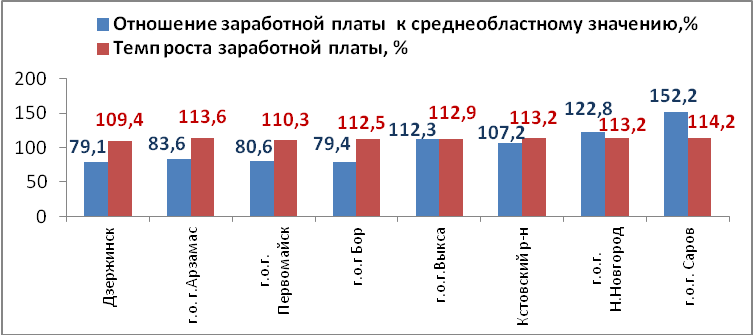 Отношение заработной платы к среднеобластному значению,%
Темп роста заработной платы, %
200
150
100
50
0
79,1
109,4
83,6
113,6
80,6
110,3
79,4
112,5
112,3
112,9
107,2
113,2
122,8
113,2
152,2
114,2
Дзержинск
г.о.г.Арзамас
г.о.г.
Первомайск
г.о.г Бор
г.о.г.Выкса
Кстовский р-н
г.о.г.
Н.Новгород
г.о.г. Саров